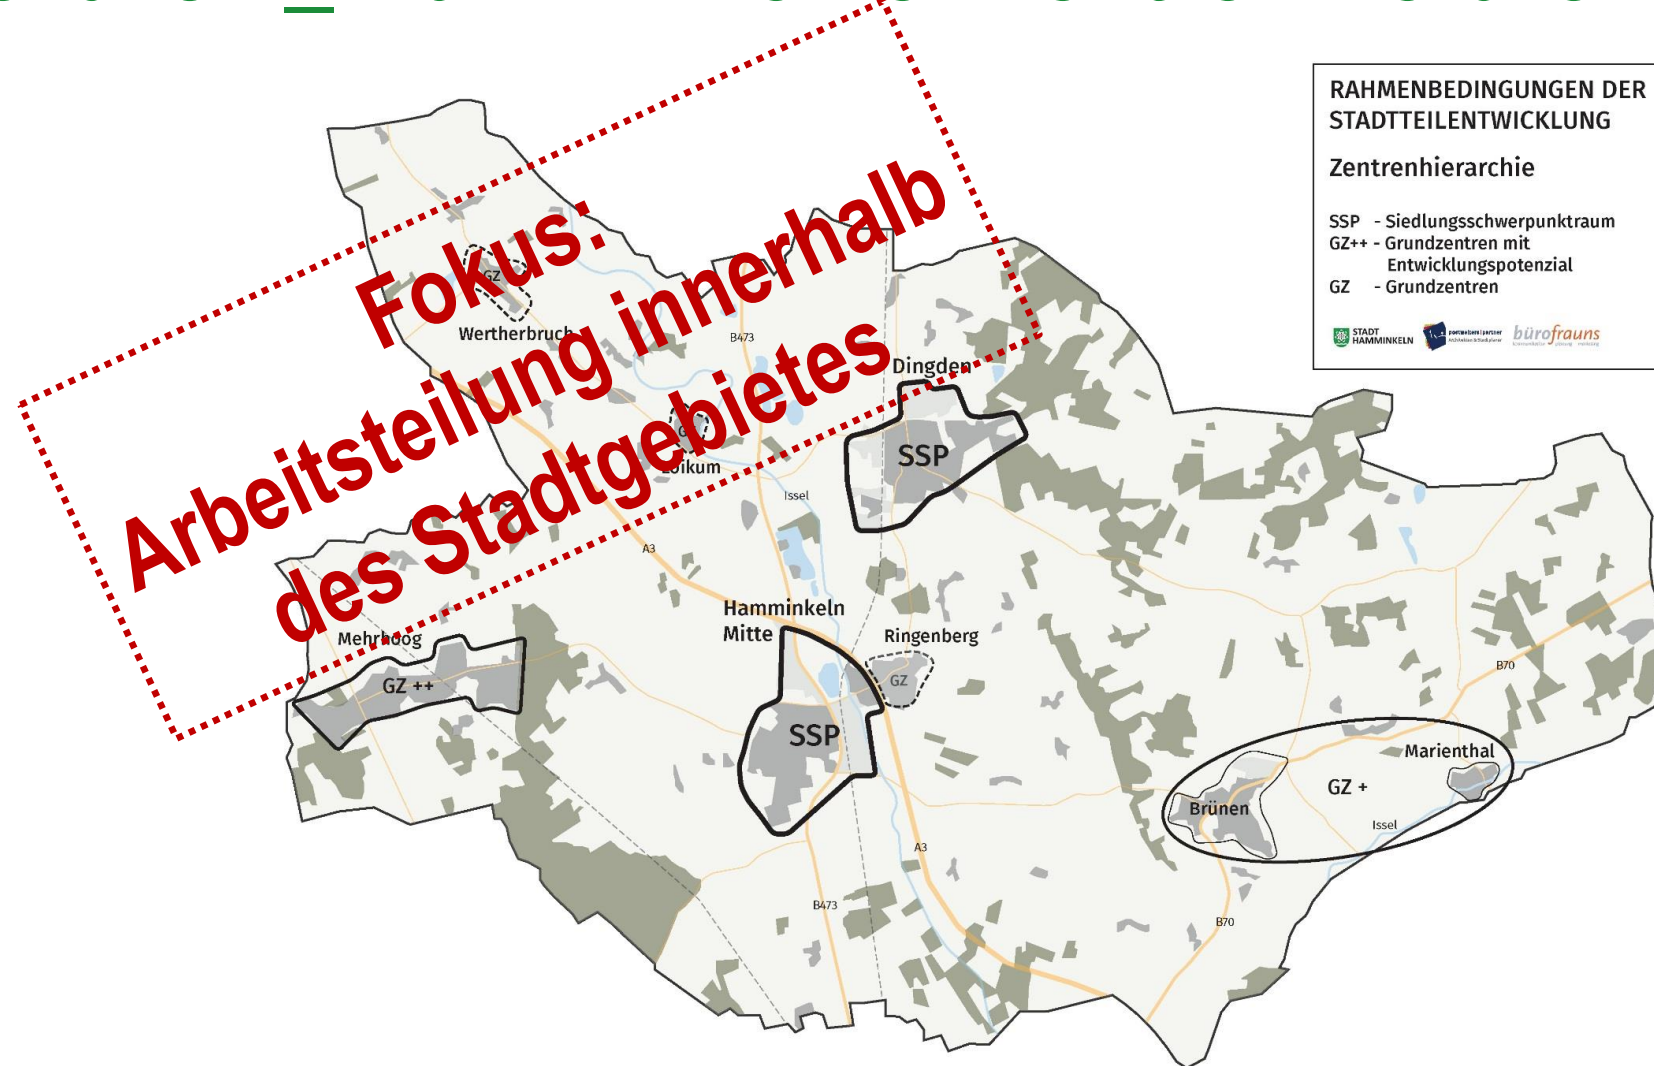 RAHMENBEDINGUNGEN DER
STADTTEILENTWICKLUNG
Zentrenhierarchie
SSP - Siedlungsschwerpunktraum
GZ++ - Grundzentren mit
Entwicklungspotenzial
GZ - Grundzentren
STADT
HAMMINKELN
bürofrauns
Fokus:
Arbeitsteilung innerhalb
des Stadtgebietes
GZ
Wertherbruch
B473
Dingden
GZ
Loikum
SSP
Issel
A3
Hamminkeln
Mitte
Ringenberg
Mehrhoog
GZ ++
GZ
SSP
B70
Marienthal
GZ +
Brünen
Issel
A3
B473
B70